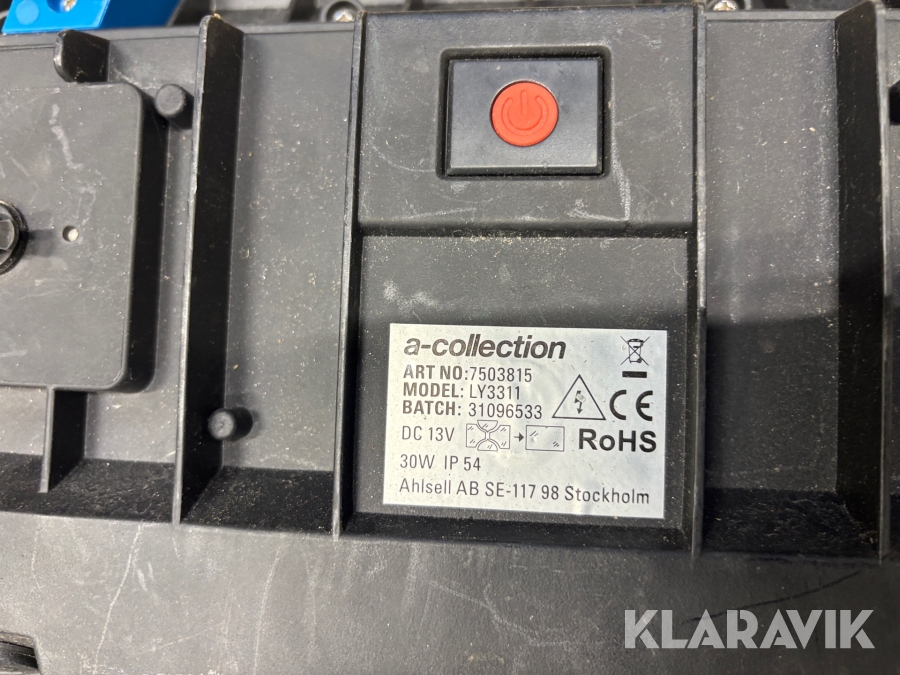 a-collection
ART NO:7503815
MODEL: LY3311
BATCH: 31096533
DC 13V
RoHS
30W IP 54
Ahlsell AB SE-117 98 Stockholm
KLARAVIK